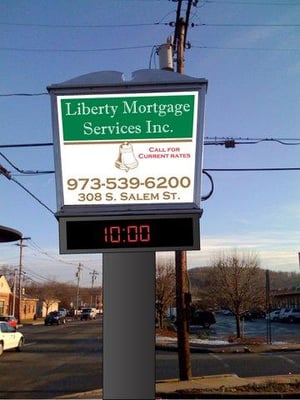 Liberty Mortgage
Services Inc.
CALL FOR
CURRENT RATES
973-539-6200
308 S. SALEM ST.
10:00